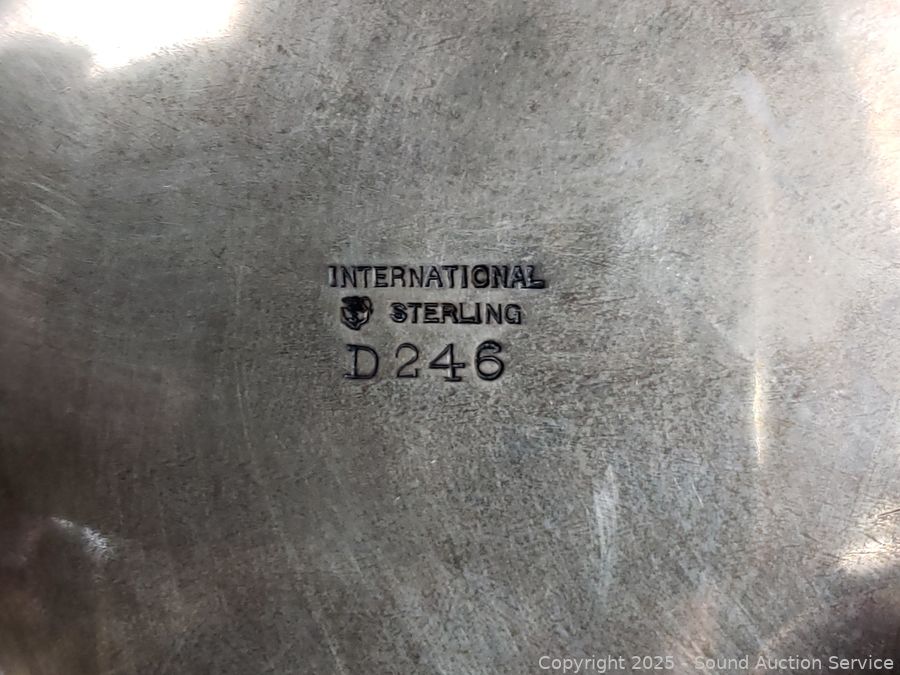 INTERNATIONAL
STERLING
D246
Copyright 2025 - Sound Auction Service